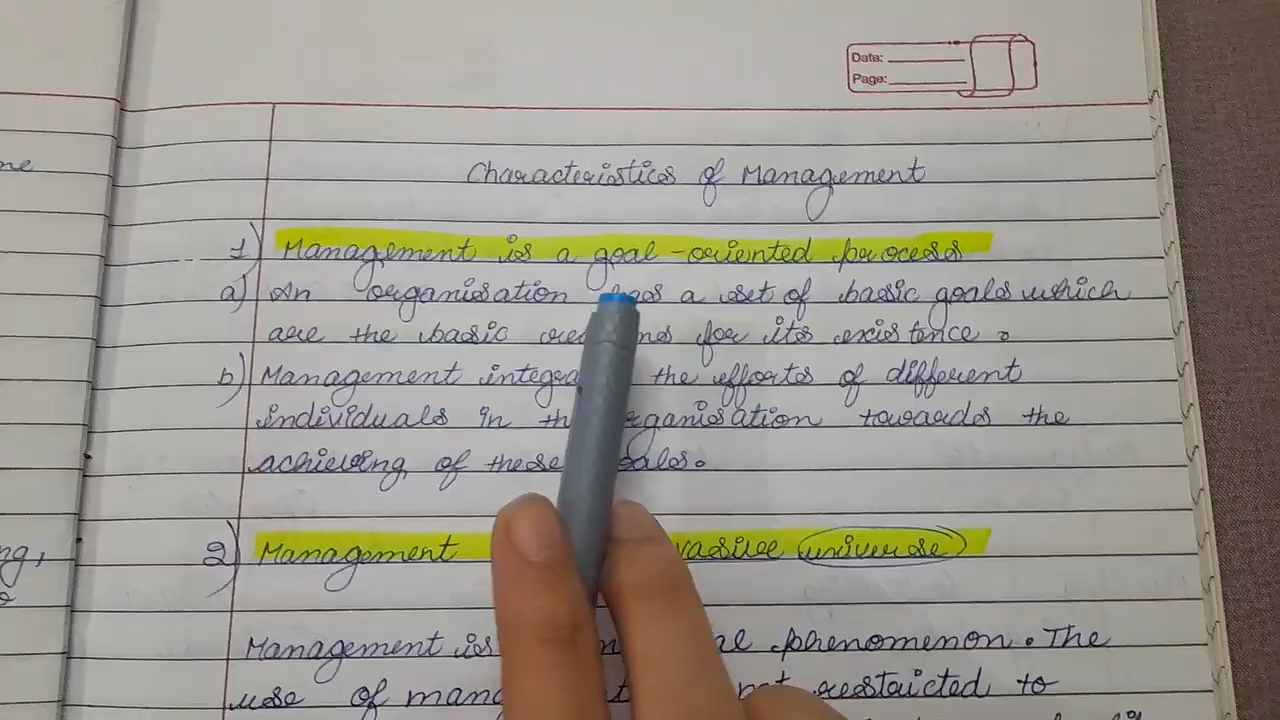 Date:
Page:
Characteristics of Management
1) Management is a goal-oriented process
a) An organisation has a set of basic goals which
are the basic for its existence.
b) Management the efforts of different
individuals in organisation towards the
achieving of these goals.
2) Management (universe)
ng,
Management is phenomenon. The
use of restricted to